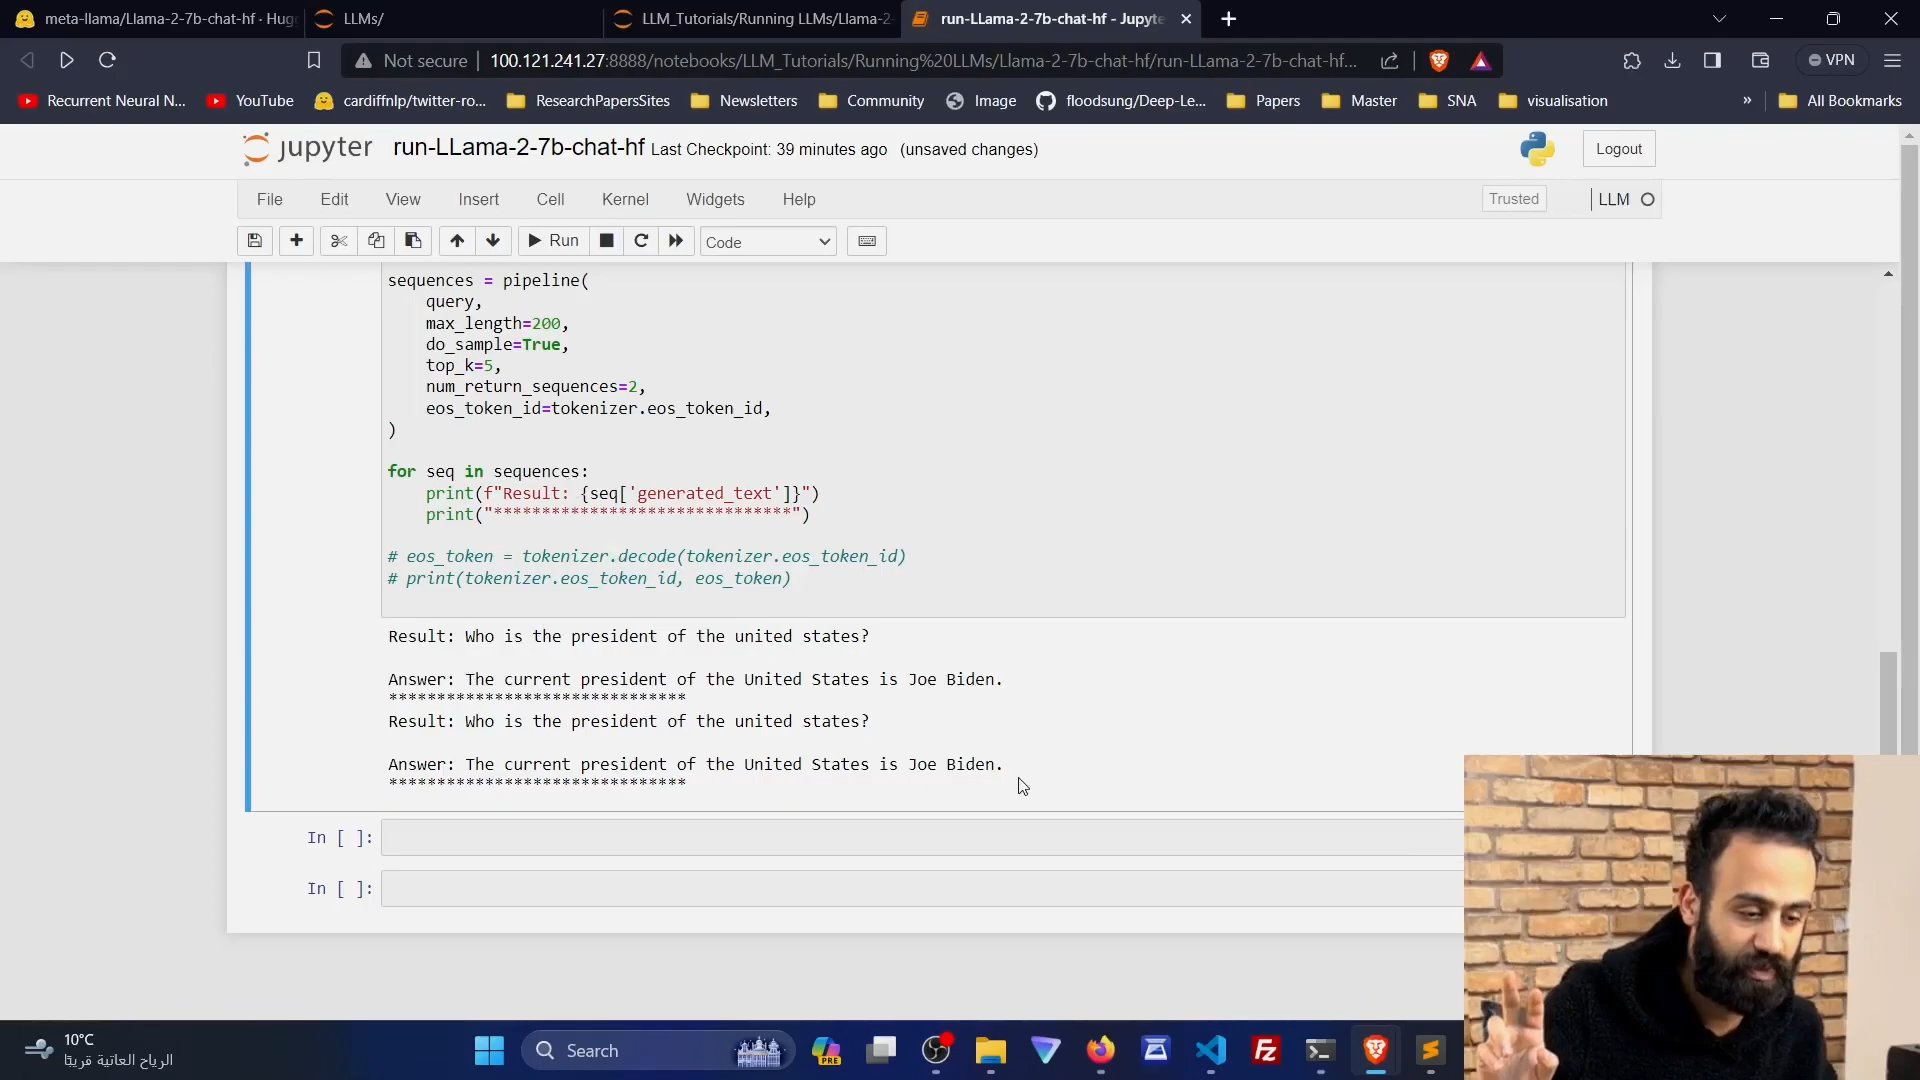 meta-llama/Llama-2-7b-chat-hf · Hug
LLMs/
LLM_Tutorials/Running LLMs/Llama-2-
run-LLama-2-7b-chat-hf - Jupyte
Not secure
100.121.241.27:8888/notebooks/LLM_Tutorials/Running%20LLMs/Llama-2-7b-chat-hf/run-LLama-2-7b-chat-hf...
VPN
Recurrent Neural N...
YouTube
cardiffnlp/twitter-ro...
ResearchPapersSites
Newsletters
Community
Image
floodsung/Deep-Le...
Papers
Master
SNA
visualisation
»
All Bookmarks
jupyter
run-LLama-2-7b-chat-hf Last Checkpoint: 39 minutes ago (unsaved changes)
Logout
File
Edit
View
Insert
Cell
Kernel
Widgets
Help
Trusted
LLM
Run
Code
sequences = pipeline(
query,
max_length=200,
do_sample=True,
top_k=5,
num_return_sequences=2,
eos_token_id=tokenizer.eos_token_id,
)
for seq in sequences:
print(f"Result: {seq['generated_text']}")
print("*******************************")
# eos_token = tokenizer.decode(tokenizer.eos_token_id)
# print(tokenizer.eos_token_id, eos_token)
Result: Who is the president of the united states?
Answer: The current president of the United States is Joe Biden.
*******************************
Result: Who is the president of the united states?
Answer: The current president of the United States is Joe Biden.
*******************************
In [ ]:
In [ ]:
10°C
الرياح العاتية قريبًا
Search
PRE
Fz